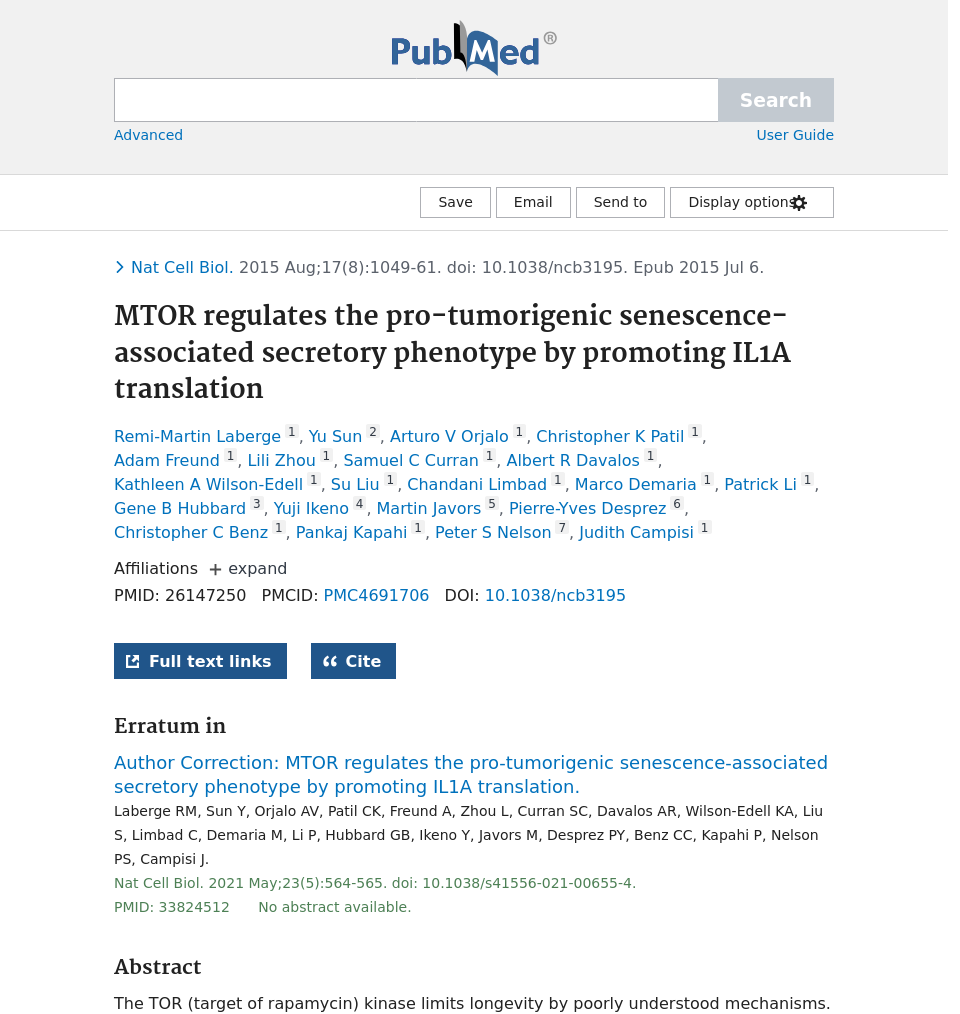 PubMed®
Search
Advanced
User Guide
Save
Email
Send to
Display options
Nat Cell Biol. 2015 Aug;17(8):1049-61. doi: 10.1038/ncb3195. Epub 2015 Jul 6.
MTOR regulates the pro-tumorigenic senescence-
associated secretory phenotype by promoting IL1A
translation
Remi-Martin Laberge 1, Yu Sun 2, Arturo V Orjalo 1, Christopher K Patil 1,
Adam Freund 1, Lili Zhou 1, Samuel C Curran 1, Albert R Davalos 1,
Kathleen A Wilson-Edell 1, Su Liu 1, Chandani Limbad 1, Marco Demaria 1, Patrick Li 1,
Gene B Hubbard 3, Yuji Ikeno 4, Martin Javors 5, Pierre-Yves Desprez 6,
Christopher C Benz 1, Pankaj Kapahi 1, Peter S Nelson 7, Judith Campisi 1
Affiliations + expand
PMID: 26147250 PMCID: PMC4691706 DOI: 10.1038/ncb3195
Full text links
Cite
Erratum in
Author Correction: MTOR regulates the pro-tumorigenic senescence-associated
secretory phenotype by promoting IL1A translation.
Laberge RM, Sun Y, Orjalo AV, Patil CK, Freund A, Zhou L, Curran SC, Davalos AR, Wilson-Edell KA, Liu
S, Limbad C, Demaria M, Li P, Hubbard GB, Ikeno Y, Javors M, Desprez PY, Benz CC, Kapahi P, Nelson
PS, Campisi J.
Nat Cell Biol. 2021 May;23(5):564-565. doi: 10.1038/s41556-021-00655-4.
PMID: 33824512 No abstract available.
Abstract
The TOR (target of rapamycin) kinase limits longevity by poorly understood mechanisms.